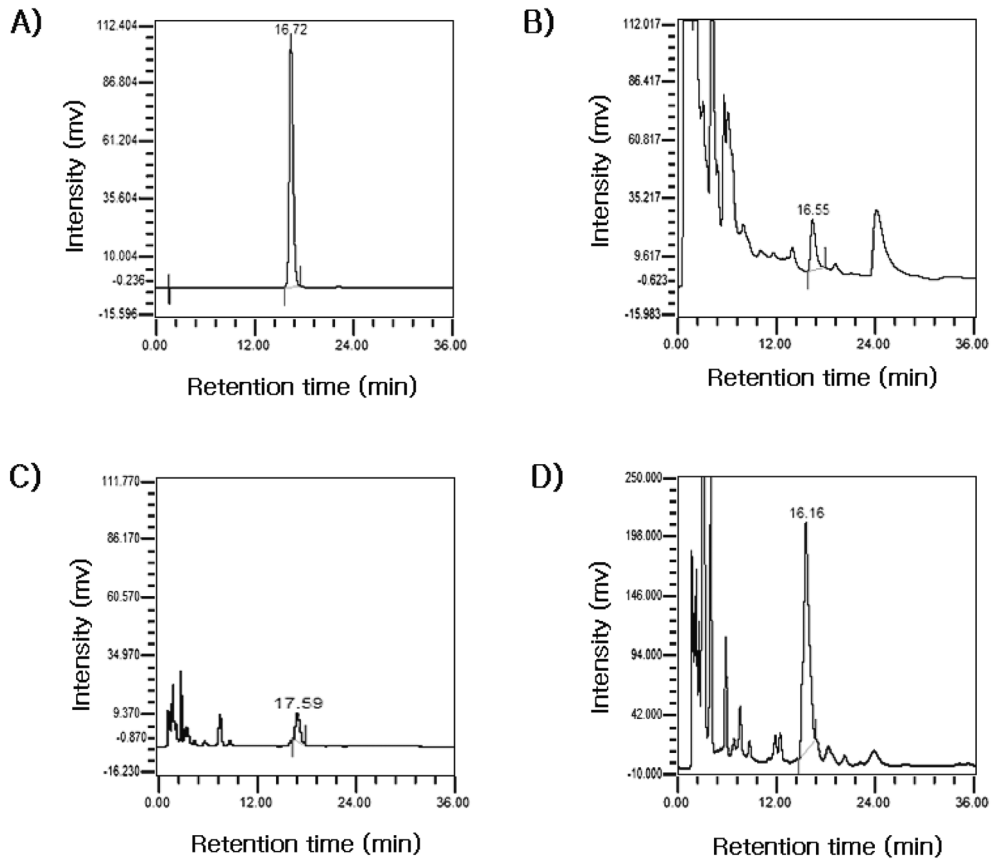 A)
112.404
86.804
61.204
35.604
10.004
-0.236
-15.596
16.72
0.00 12.00 24.00 36.00
Intensity (mv)
Retention time (min)
B)
112.017
86.417
60.817
35.217
9.617
-0.623
-15.983
16.55
0.00 12.00 24.00 36.00
Intensity (mv)
Retention time (min)
C)
111.770
86.170
60.570
34.970
9.370
-0.870
-16.230
17.59
0.00 12.00 24.00 36.00
Intensity (mv)
Retention time (min)
D)
250.000
198.000
146.000
94.000
42.000
-10.000
16.16
0.00 12.00 24.00 36.00
Intensity (mv)
Retention time (min)